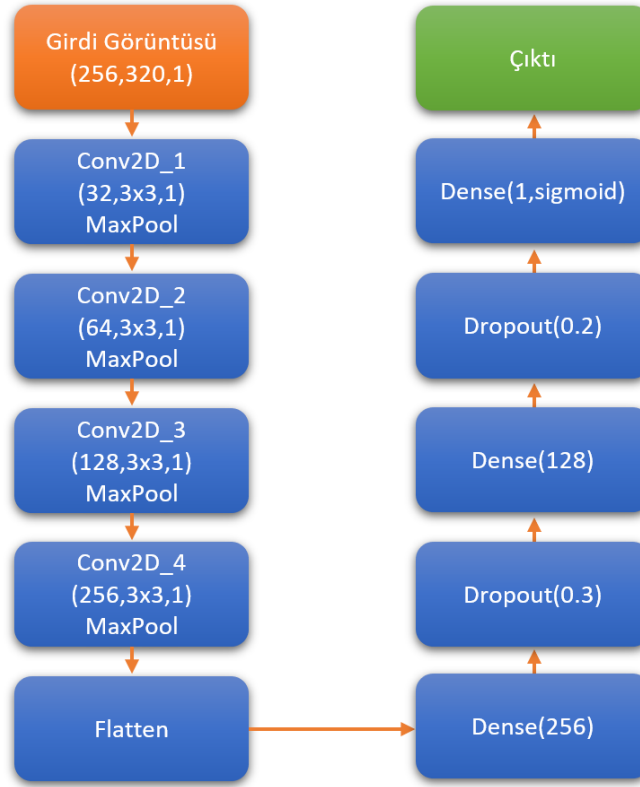 Girdi Görüntüsü
(256,320,1)
Conv2D_1
(32,3x3,1)
MaxPool
Conv2D_2
(64,3x3,1)
MaxPool
Conv2D_3
(128,3x3,1)
MaxPool
Conv2D_4
(256,3x3,1)
MaxPool
Flatten
Dense(256)
Dropout(0.3)
Dense(128)
Dropout(0.2)
Dense(1,sigmoid)
Çıktı